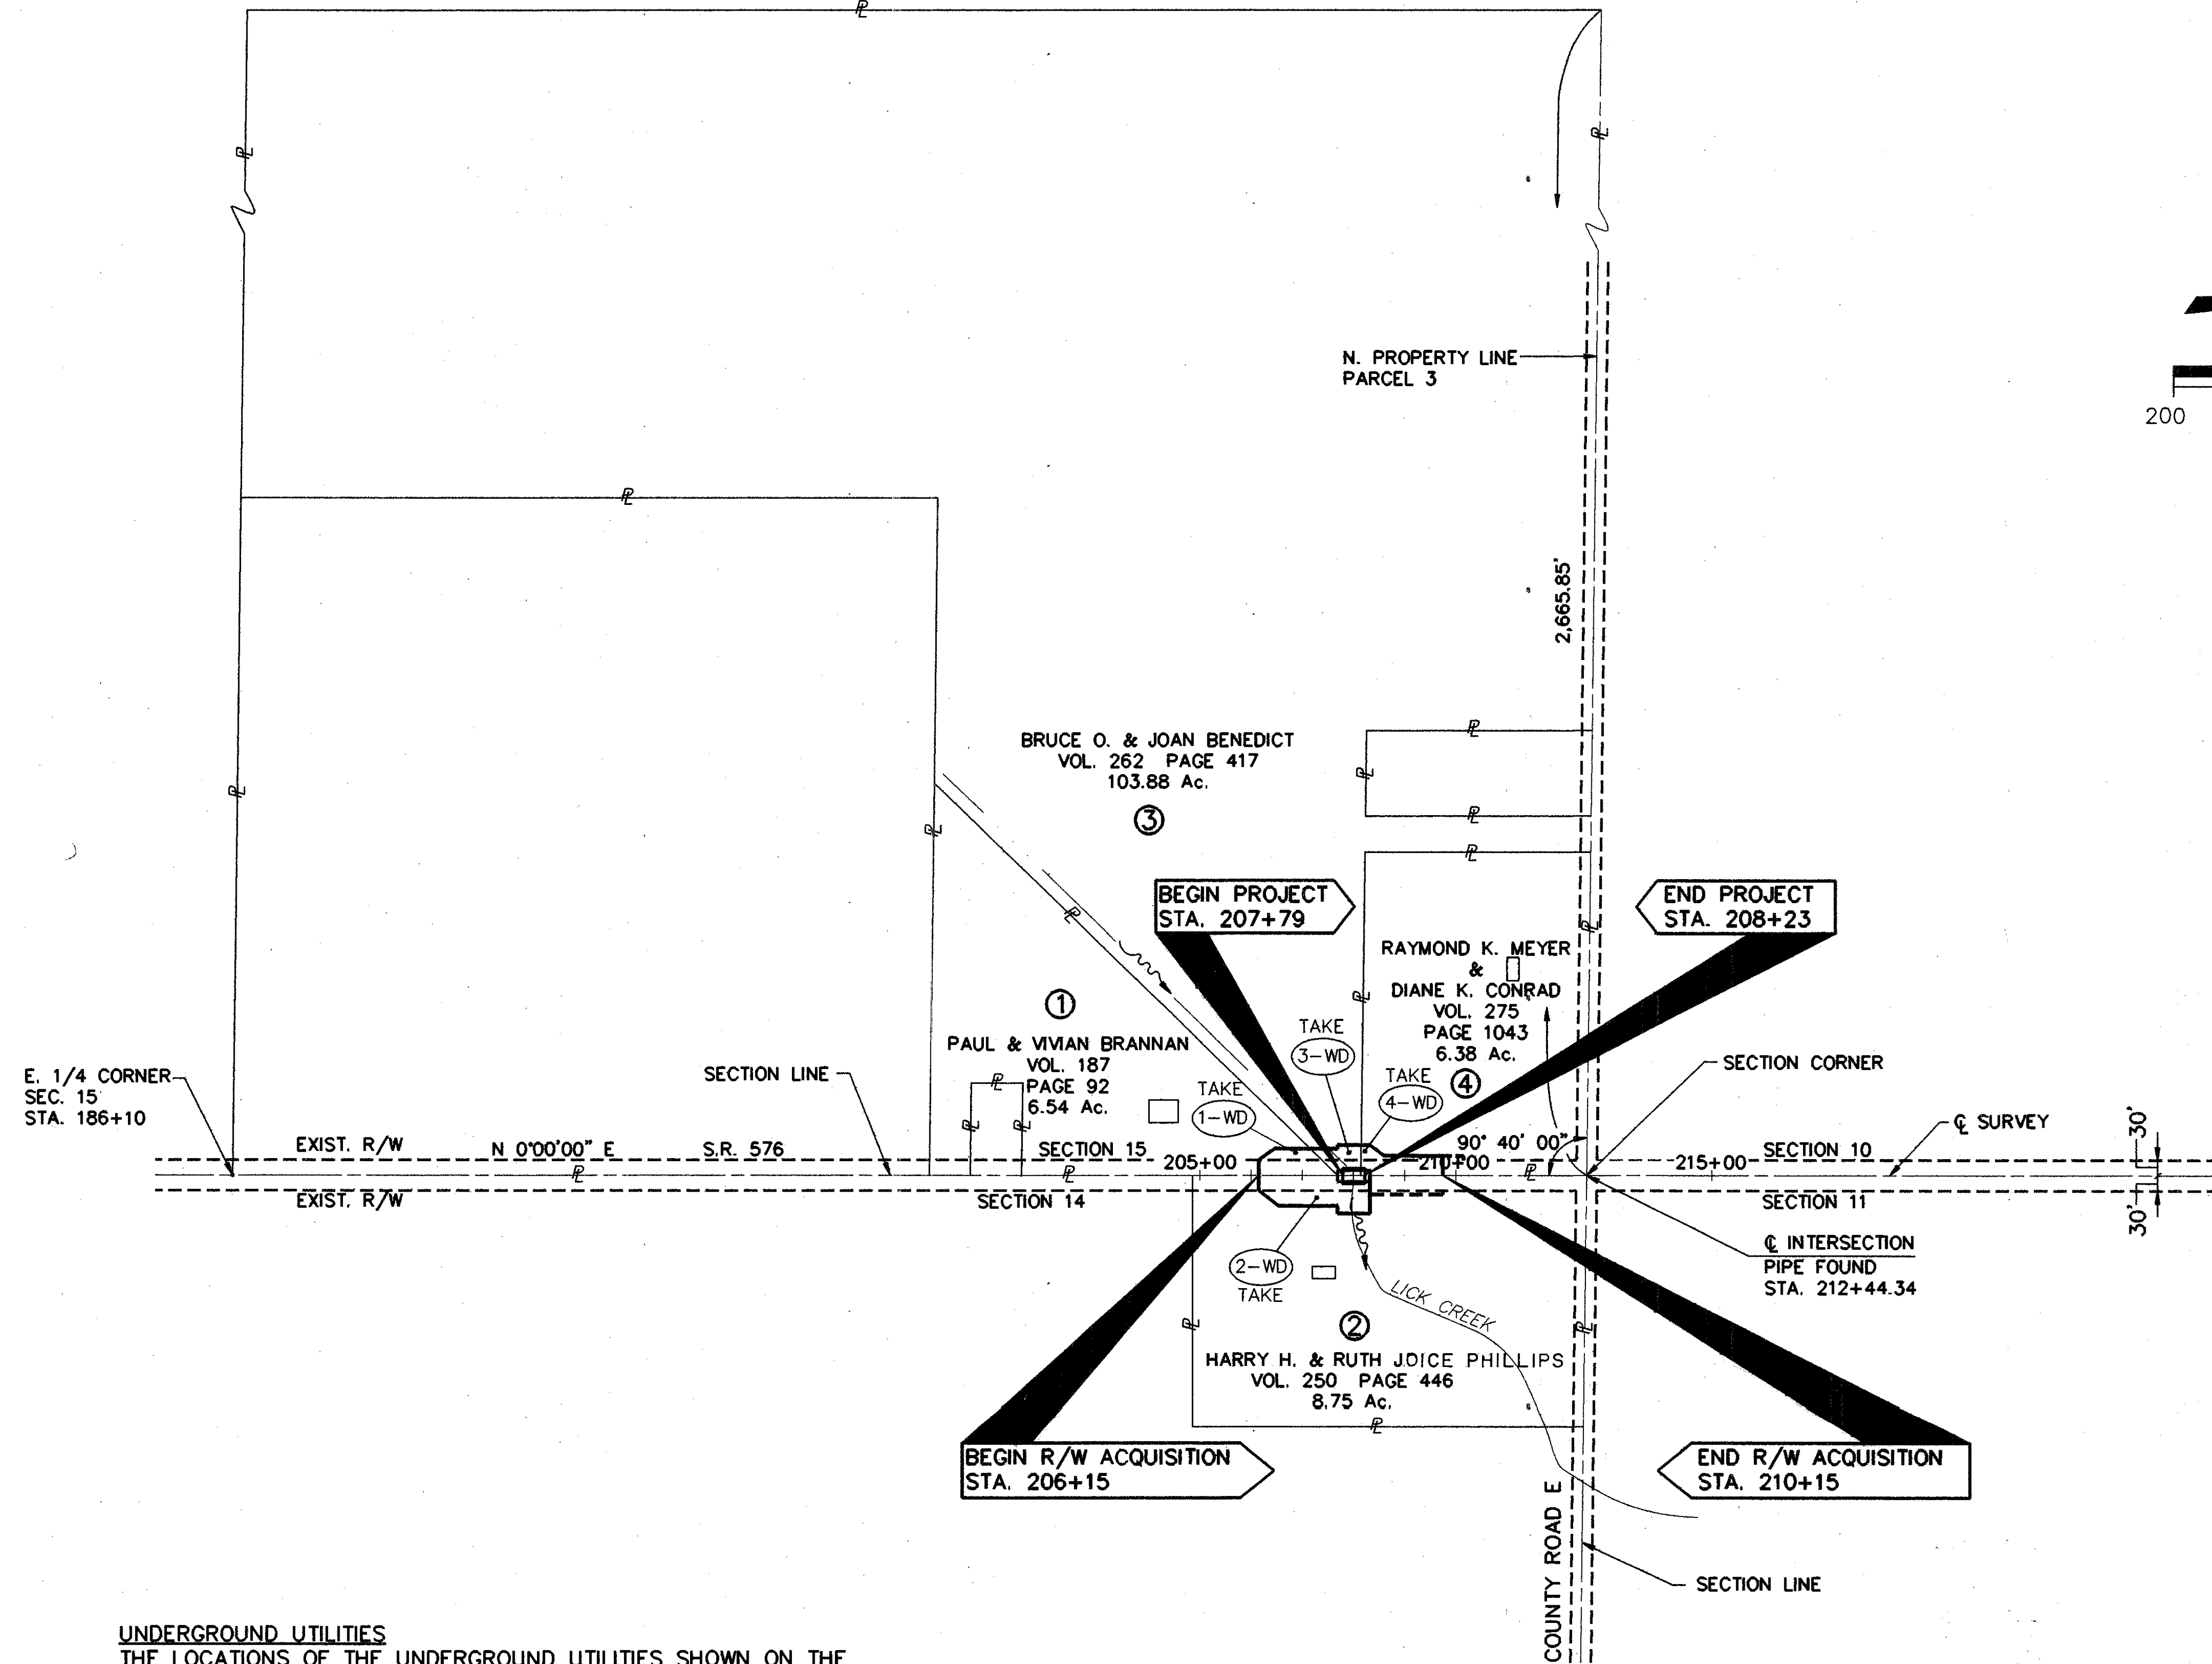 N. PROPERTY LINE
PARCEL 3
200
2,665.85'
BRUCE O. & JOAN BENEDICT
VOL. 262 PAGE 417
103.88 Ac.
3
BEGIN PROJECT
STA. 207+79
END PROJECT
STA. 208+23
RAYMOND K. MEYER
&
DIANE K. CONRAD
VOL. 275
PAGE 1043
6.38 Ac.
4
1
PAUL & VIVIAN BRANNAN
VOL. 187
PAGE 92
6.54 Ac.
TAKE
3-WD
TAKE
4-WD
TAKE
1-WD
E. 1/4 CORNER
SEC. 15
STA. 186+10
SECTION LINE
SECTION CORNER
℄ SURVEY
EXIST. R/W
N 0°00'00" E
S.R. 576
SECTION 15
205+00
210+00
90° 40' 00"
215+00
SECTION 10
30'
EXIST. R/W
SECTION 14
SECTION 11
30'
℄ INTERSECTION
PIPE FOUND
STA. 212+44.34
2-WD
TAKE
LICK CREEK
2
HARRY H. & RUTH JOICE PHILLIPS
VOL. 250 PAGE 446
8.75 Ac.
BEGIN R/W ACQUISITION
STA. 206+15
END R/W ACQUISITION
STA. 210+15
COUNTY ROAD E
SECTION LINE
UNDERGROUND UTILITIES
THE LOCATIONS OF THE UNDERGROUND UTILITIES SHOWN ON THE